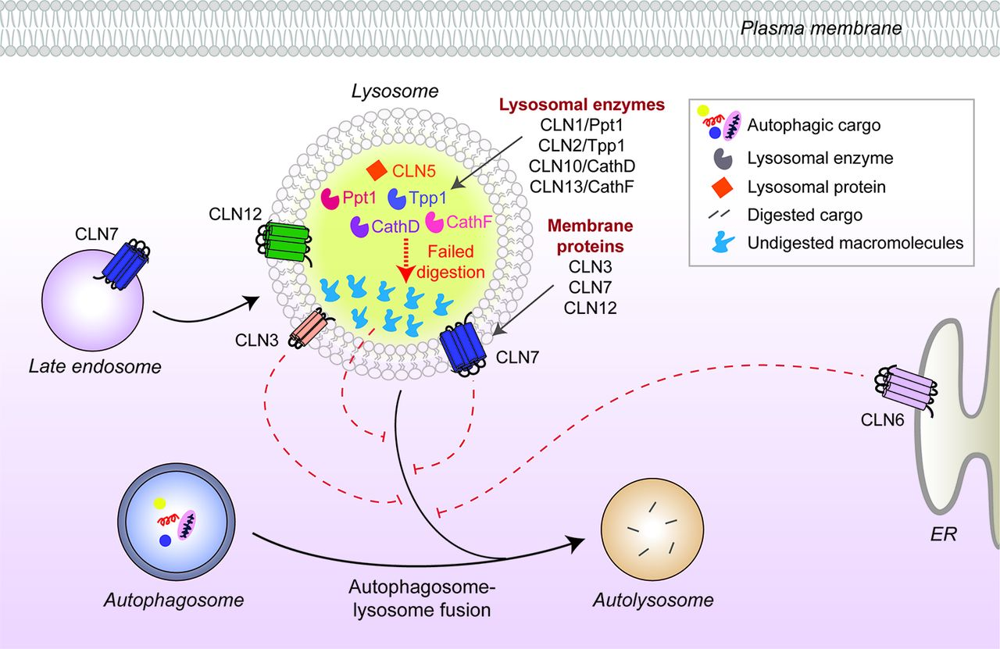 Plasma membrane
Lysosome
Lysosomal enzymes
CLN1/Ppt1
CLN2/Tpp1
CLN10/CathD
CLN13/CathF
Autophagic cargo
Lysosomal enzyme
Lysosomal protein
Digested cargo
Undigested macromolecules
CLN5
Ppt1
Tpp1
CathD
CathF
Failed
digestion
CLN12
CLN7
Late endosome
Membrane
proteins
CLN3
CLN7
CLN12
CLN3
CLN7
CLN6
ER
Autophagosome
Autophagosome-
lysosome fusion
Autolysosome